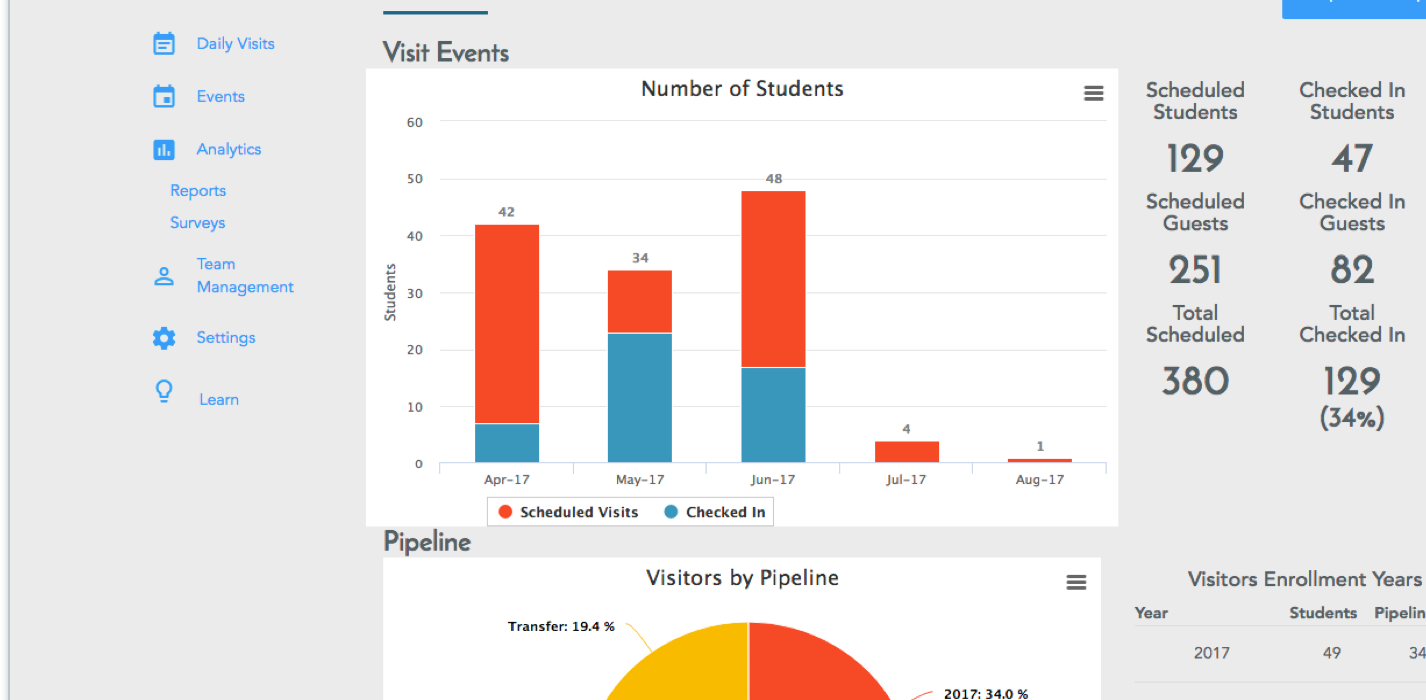 Daily Visits
Events
Analytics
Reports
Surveys
Team
Management
Settings
Learn
Visit Events
Number of Students
60
50
40
30
20
10
0
Students
42
34
48
4
1
Apr-17
May-17
Jun-17
Jul-17
Aug-17
Scheduled Visits
Checked In
Scheduled
Students
129
Scheduled
Guests
251
Total
Scheduled
380
Checked In
Students
47
Checked In
Guests
82
Total
Checked In
129
(34%)
Pipeline
Visitors by Pipeline
Transfer: 19.4 %
2017: 34.0 %
Visitors Enrollment Years
Year Students
2017 49 34